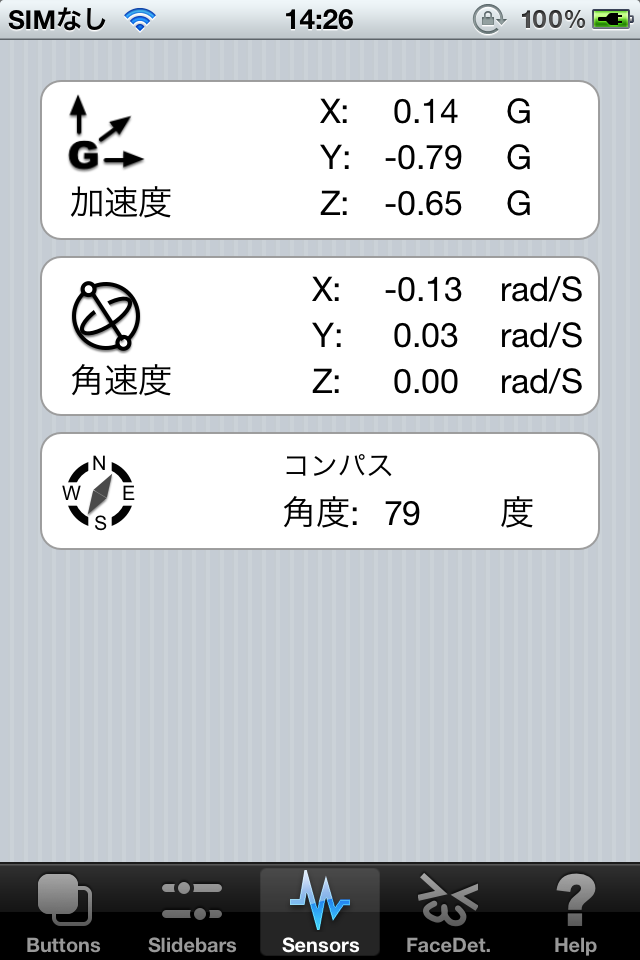 SIMなし 14:26 100%
G
加速度
X: 0.14 G
Y: -0.79 G
Z: -0.65 G
角速度
X: -0.13 rad/S
Y: 0.03 rad/S
Z: 0.00 rad/S
N
W E
S
コンパス
角度: 79 度
Buttons Slidebars Sensors FaceDet. Help